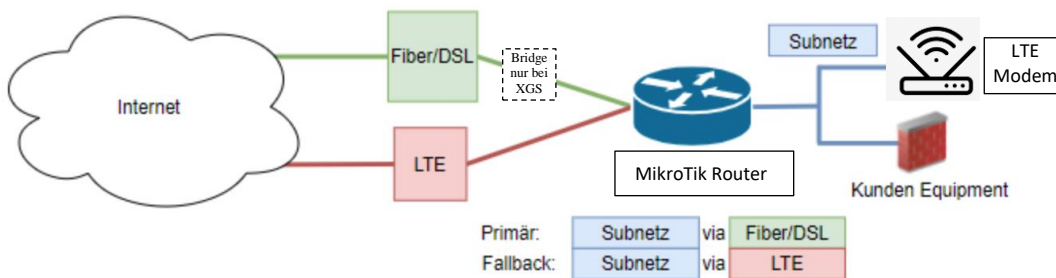 Fiber/DSL
Bridge
nur bei
XGS
Subnetz
LTE
Modem
Internet
LTE
MikroTik Router
Kunden Equipment
Primär: Subnetz via Fiber/DSL
Fallback: Subnetz via LTE